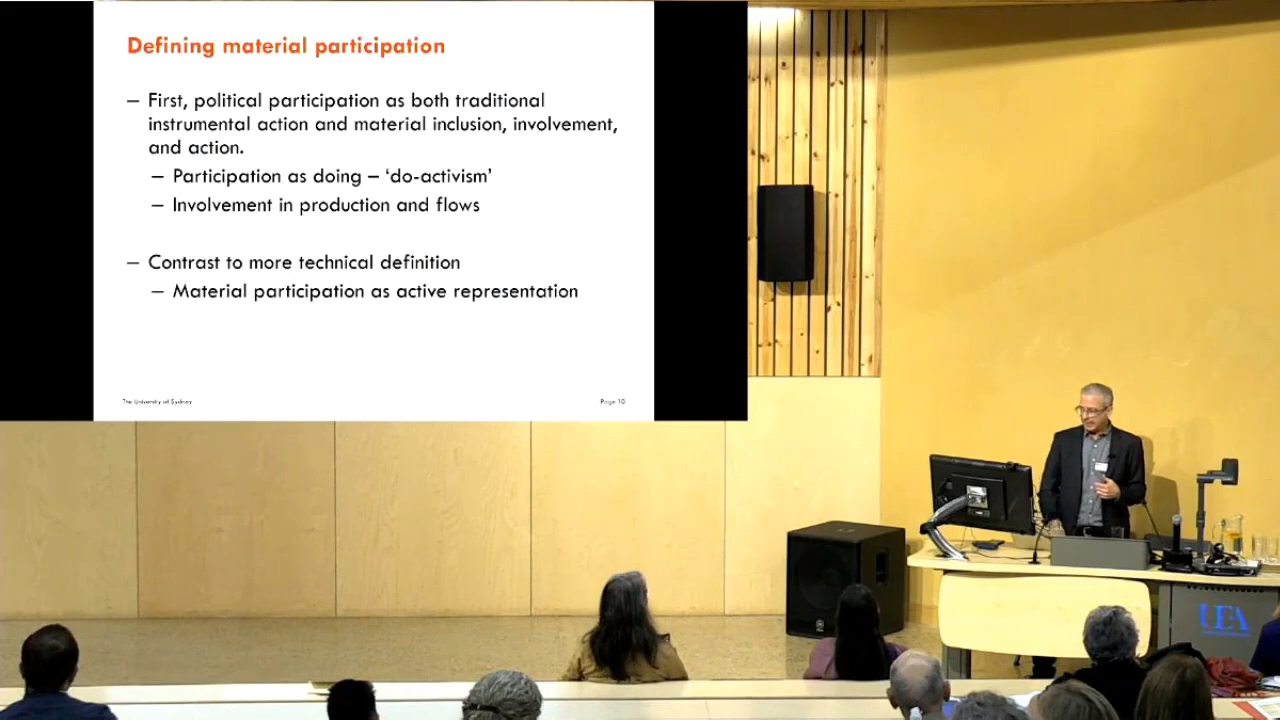 Defining material participation
– First, political participation as both traditional
instrumental action and material inclusion, involvement,
and action.
– Participation as doing – ‘do-activism’
– Involvement in production and flows
– Contrast to more technical definition
– Material participation as active representation
The University of Sydney
Page 10
UEA